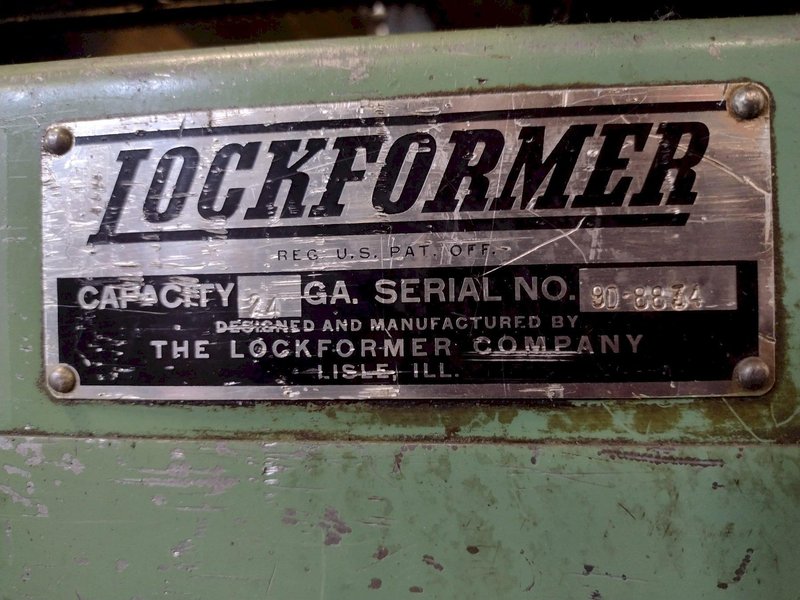 LOCKFORMER
REG. U.S. PAT. OFF.
CAPACITY 24 GA. SERIAL NO. 9D-8834
DESIGNED AND MANUFACTURED BY
THE LOCKFORMER COMPANY
LISLE, ILL.